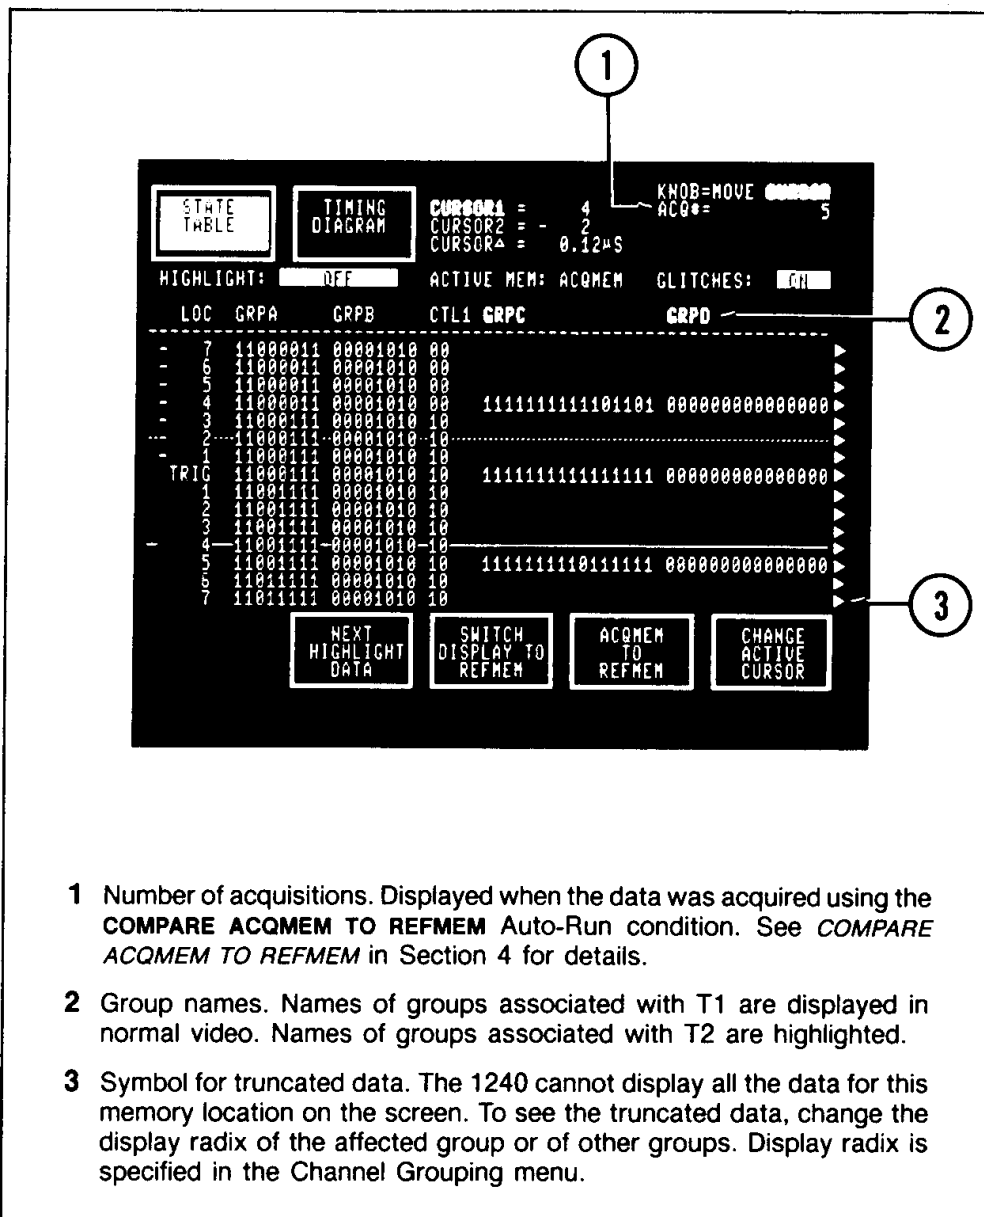 1
STATE TABLE
TIMING DIAGRAM
CURSOR1 = 4
CURSOR2 = - 2
CURSOR△ = 0.12µS
KNOB=MOVE CURSOR
ACQ#= 5
HIGHLIGHT: OFF ACTIVE MEM: ACQMEM GLITCHES: ON
LOC GRPA GRPB CTL1 GRPC GRPD
2
- 7 11000011 00001010 00
- 6 11000011 00001010 00
- 5 11000011 00001010 00
- 4 11000011 00001010 00 1111111111101101 000000000000000
- 3 11000111 00001010 10
- 2 11000111 00001010 10
- 1 11000111 00001010 10
TRIG 11000111 00001010 10 1111111111111111 000000000000000
1 11001111 00001010 10
2 11001111 00001010 10
3 11001111 00001010 10
- 4 11001111 00001010 10
5 11001111 00001010 10 1111111110111111 000000000000000
6 11011111 00001010 10
7 11011111 00001010 10
3
NEXT HIGHLIGHT DATA
SWITCH DISPLAY TO REFMEM
ACQMEM TO REFMEM
CHANGE ACTIVE CURSOR
1 Number of acquisitions. Displayed when the data was acquired using the
COMPARE ACQMEM TO REFMEM Auto-Run condition. See COMPARE
ACQMEM TO REFMEM in Section 4 for details.
2 Group names. Names of groups associated with T1 are displayed in
normal video. Names of groups associated with T2 are highlighted.
3 Symbol for truncated data. The 1240 cannot display all the data for this
memory location on the screen. To see the truncated data, change the
display radix of the affected group or of other groups. Display radix is
specified in the Channel Grouping menu.